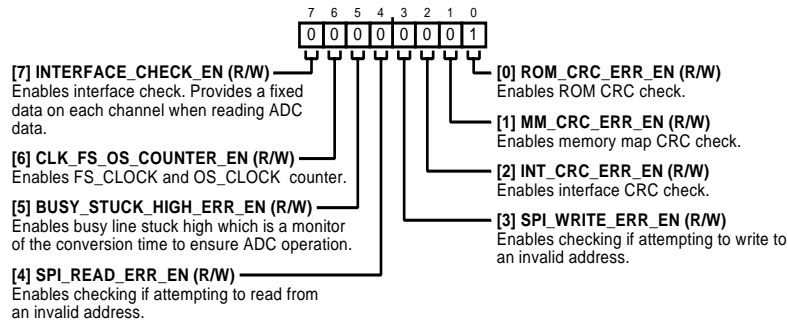 7 6 5 4 3 2 1 0
0 0 0 0 0 0 0 1
[7] INTERFACE_CHECK_EN (R/W)
Enables interface check. Provides a fixed
data on each channel when reading ADC
data.
[6] CLK_FS_OS_COUNTER_EN (R/W)
Enables FS_CLOCK and OS_CLOCK counter.
[5] BUSY_STUCK_HIGH_ERR_EN (R/W)
Enables busy line stuck high which is a monitor
of the conversion time to ensure ADC operation.
[4] SPI_READ_ERR_EN (R/W)
Enables checking if attempting to read from
an invalid address.
[0] ROM_CRC_ERR_EN (R/W)
Enables ROM CRC check.
[1] MM_CRC_ERR_EN (R/W)
Enables memory map CRC check.
[2] INT_CRC_ERR_EN (R/W)
Enables interface CRC check.
[3] SPI_WRITE_ERR_EN (R/W)
Enables checking if attempting to write to
an invalid address.